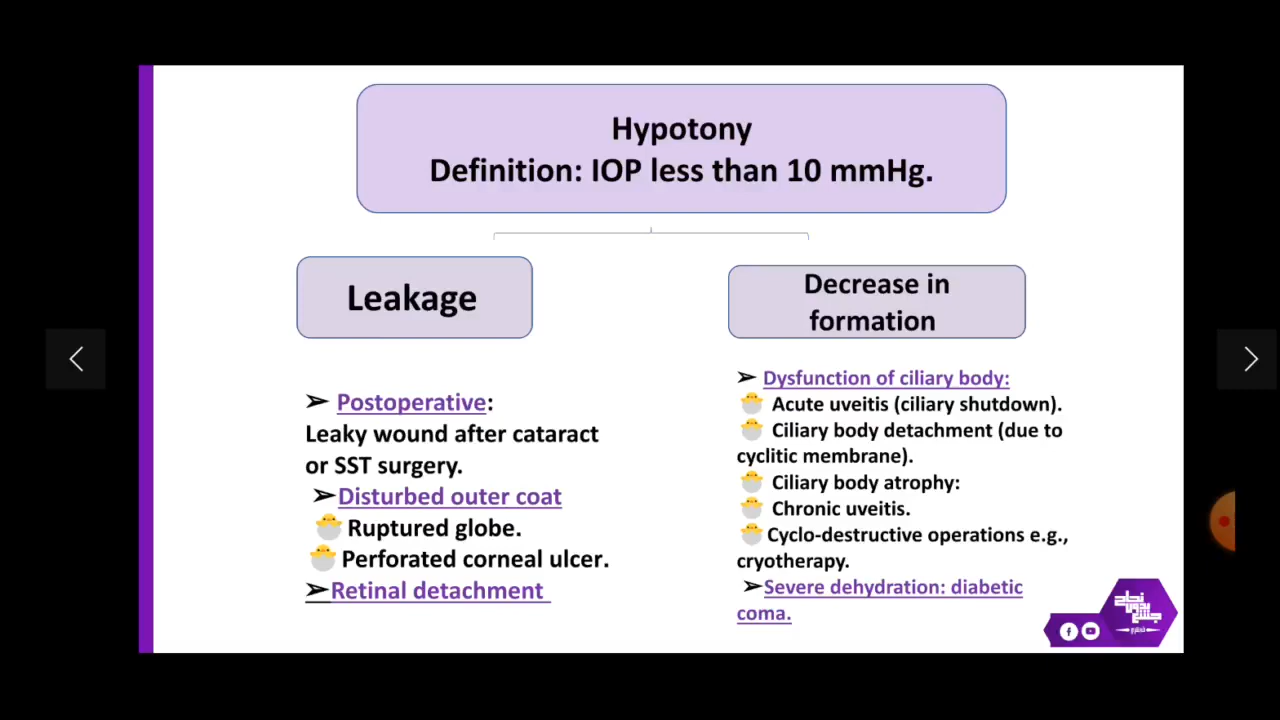 Hypotony
Definition: IOP less than 10 mmHg.
Leakage
➢ Postoperative:
Leaky wound after cataract
or SST surgery.
➢Disturbed outer coat
🐣 Ruptured globe.
🐣 Perforated corneal ulcer.
➢Retinal detachment
Decrease in
formation
➢ Dysfunction of ciliary body:
🐣 Acute uveitis (ciliary shutdown).
🐣 Ciliary body detachment (due to
cyclitic membrane).
🐣 Ciliary body atrophy:
🐣 Chronic uveitis.
🐣 Cyclo-destructive operations e.g.,
cryotherapy.
➢Severe dehydration: diabetic
coma.